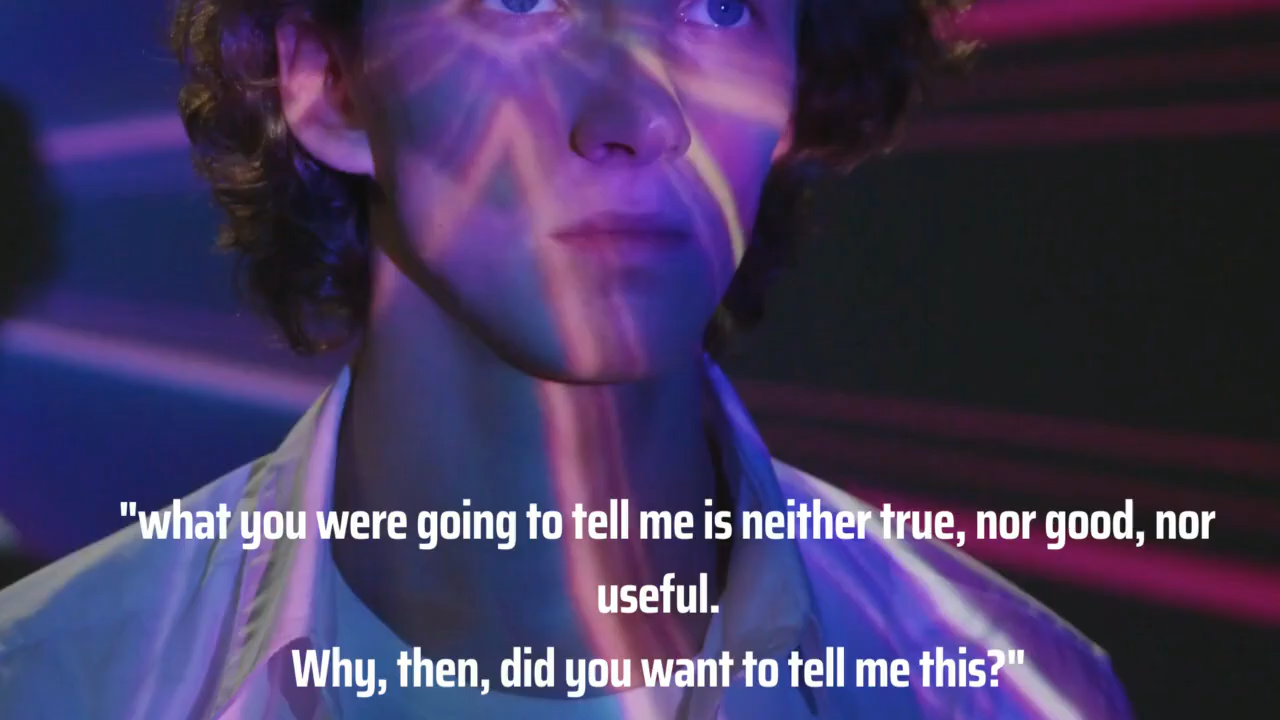 "what you were going to tell me is neither true, nor good, nor
useful.
Why, then, did you want to tell me this?"